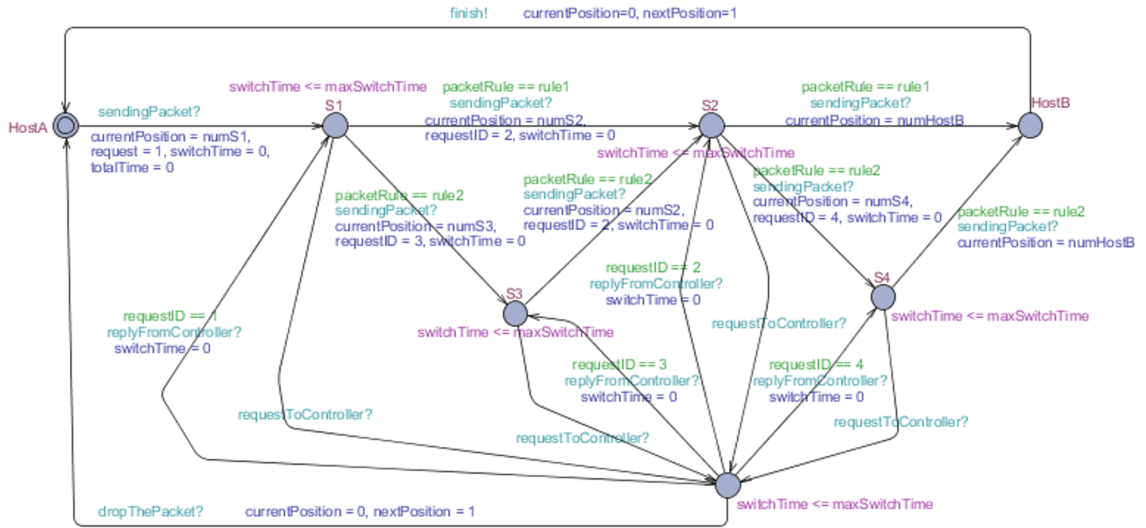 finish! currentPosition=0, nextPosition=1
switchTime <= maxSwitchTime
S1
packetRule == rule1
sendingPacket?
currentPosition = numS2,
requestID = 2, switchTime = 0
S2
switchTime <= maxSwitchTime
packetRule == rule1
sendingPacket?
currentPosition = numHostB
HostB
HostA
sendingPacket?
currentPosition = numS1,
request = 1, switchTime = 0,
totalTime = 0
packetRule == rule2
sendingPacket?
currentPosition = numS3,
requestID = 3, switchTime = 0
packetRule == rule2
sendingPacket?
currentPosition = numS2,
requestID = 2, switchTime = 0
packetRule == rule2
sendingPacket?
currentPosition = numS4,
requestID = 4, switchTime = 0
packetRule == rule2
sendingPacket?
currentPosition = numHostB
requestID == 2
replyFromController?
switchTime = 0
S3
switchTime <= maxSwitchTime
S4
switchTime <= maxSwitchTime
requestID == 1
replyFromController?
switchTime = 0
requestToController?
requestID == 3
replyFromController?
switchTime = 0
requestID == 4
replyFromController?
switchTime = 0
requestToController?
requestToController?
requestToController?
switchTime <= maxSwitchTime
dropThePacket? currentPosition = 0, nextPosition = 1